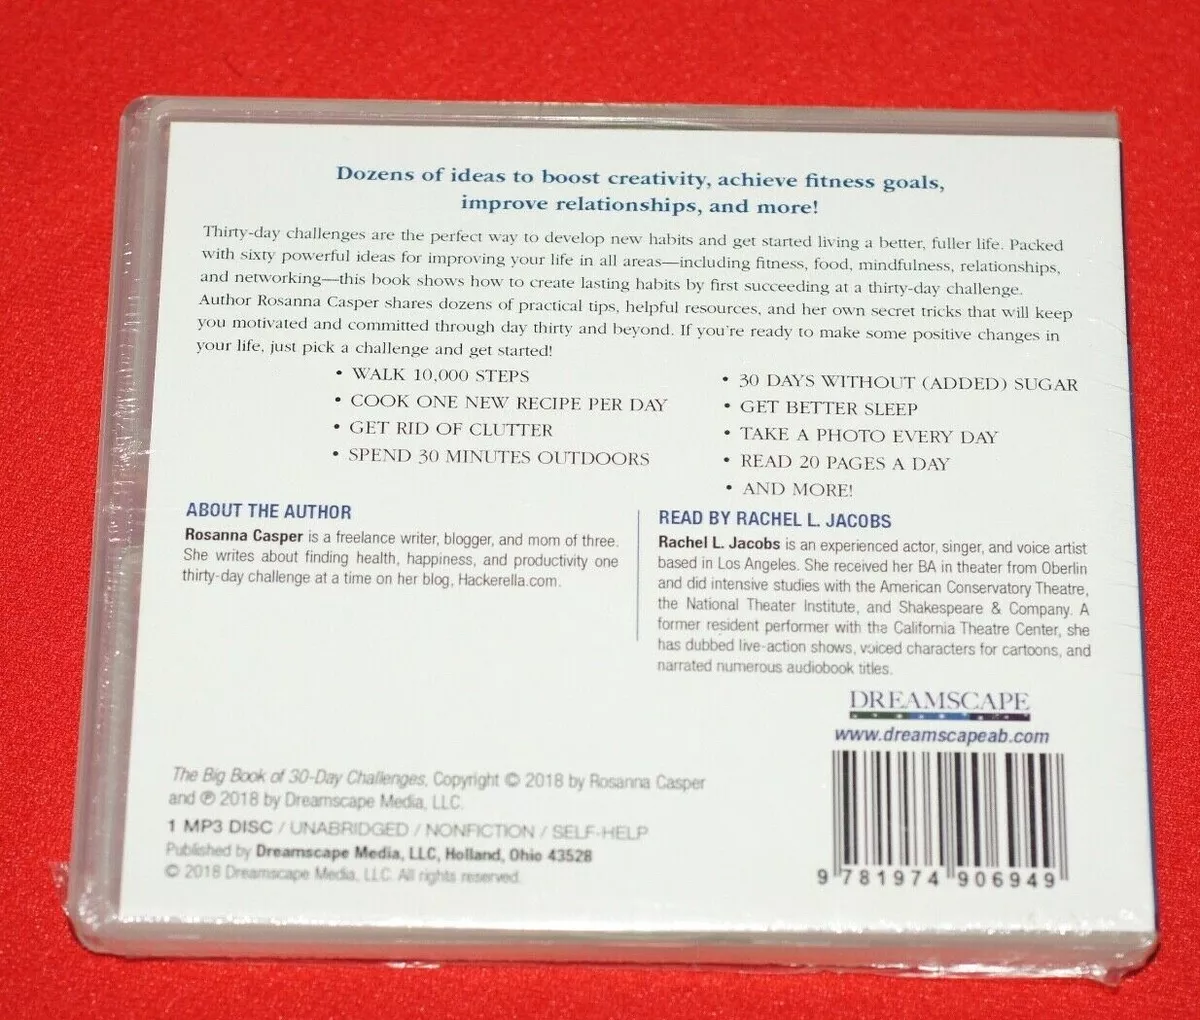 Dozens of ideas to boost creativity, achieve fitness goals,
improve relationships, and more!
Thirty-day challenges are the perfect way to develop new habits and get started living a better, fuller life. Packed
with sixty powerful ideas for improving your life in all areas—including fitness, food, mindfulness, relationships,
and networking—this book shows how to create lasting habits by first succeeding at a thirty-day challenge.
Author Rosanna Casper shares dozens of practical tips, helpful resources, and her own secret tricks that will keep
you motivated and committed through day thirty and beyond. If you're ready to make some positive changes in
your life, just pick a challenge and get started!
• WALK 10,000 STEPS
• COOK ONE NEW RECIPE PER DAY
• GET RID OF CLUTTER
• SPEND 30 MINUTES OUTDOORS
• 30 DAYS WITHOUT (ADDED) SUGAR
• GET BETTER SLEEP
• TAKE A PHOTO EVERY DAY
• READ 20 PAGES A DAY
• AND MORE!
ABOUT THE AUTHOR
Rosanna Casper is a freelance writer, blogger, and mom of three.
She writes about finding health, happiness, and productivity one
thirty-day challenge at a time on her blog, Hackerella.com.
READ BY RACHEL L. JACOBS
Rachel L. Jacobs is an experienced actor, singer, and voice artist
based in Los Angeles. She received her BA in theater from Oberlin
and did intensive studies with the American Conservatory Theatre,
the National Theater Institute, and Shakespeare & Company. A
former resident performer with the California Theatre Center, she
has dubbed live-action shows, voiced characters for cartoons, and
narrated numerous audiobook titles.
DREAMSCAPE
www.dreamscapeab.com
The Big Book of 30-Day Challenges, Copyright © 2018 by Rosanna Casper
and ℗ 2018 by Dreamscape Media, LLC.
1 MP3 DISC / UNABRIDGED / NONFICTION / SELF-HELP
Published by Dreamscape Media, LLC, Holland, Ohio 43528
© 2018 Dreamscape Media, LLC. All rights reserved.
9 781974 906949